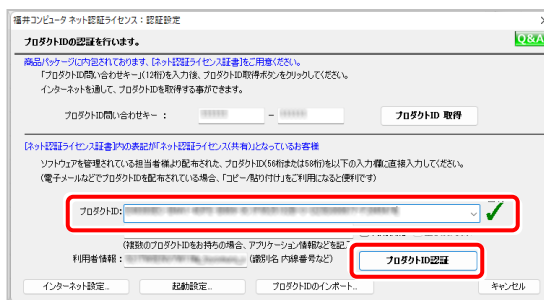 福井コンピュータ ネット認証ライセンス：認証設定
プロダクトIDの認証を行います。
Q&A
商品パッケージに内包されております、[ネット認証ライセンス証書]をご用意ください。
「プロダクトID問い合わせキー」(12桁)を入力後、プロダクトID取得ボタンをクリックしてください。
インターネットを通して、プロダクトIDを取得する事ができます。
プロダクトID問い合わせキー：
-
プロダクトID 取得
[ネット認証ライセンス証書]内の表記が「ネット認証ライセンス(共有)」となっているお客様
ソフトウェアを管理されている担当者様より配布された、プロダクトID(56桁または58桁)を以下の入力欄に直接入力してください。
(電子メールなどでプロダクトIDを配布されている場合、「コピー/貼り付け」をご利用になると便利です)
プロダクトID:
(複数のプロダクトIDをお持ちの場合、アプリケーション情報などを記
利用者情報：
(識別名 内線番号など)
プロダクトID認証
インターネット設定...
起動設定...
プロダクトIDのインポート...
キャンセル